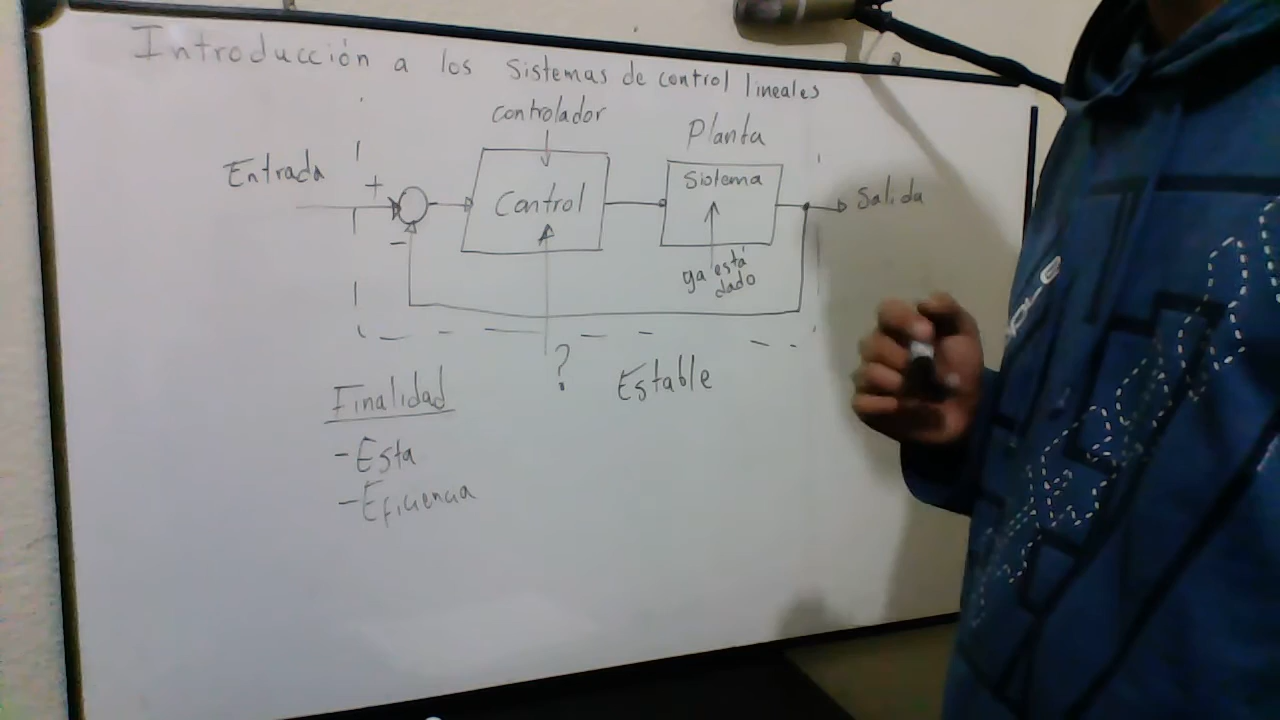 Introducción a los sistemas de control lineales
controlador
Planta
Entrada
+
Control
Sistema
Salida
-
ya está
dado
?
Estable
Finalidad
- Esta
- Eficiencia